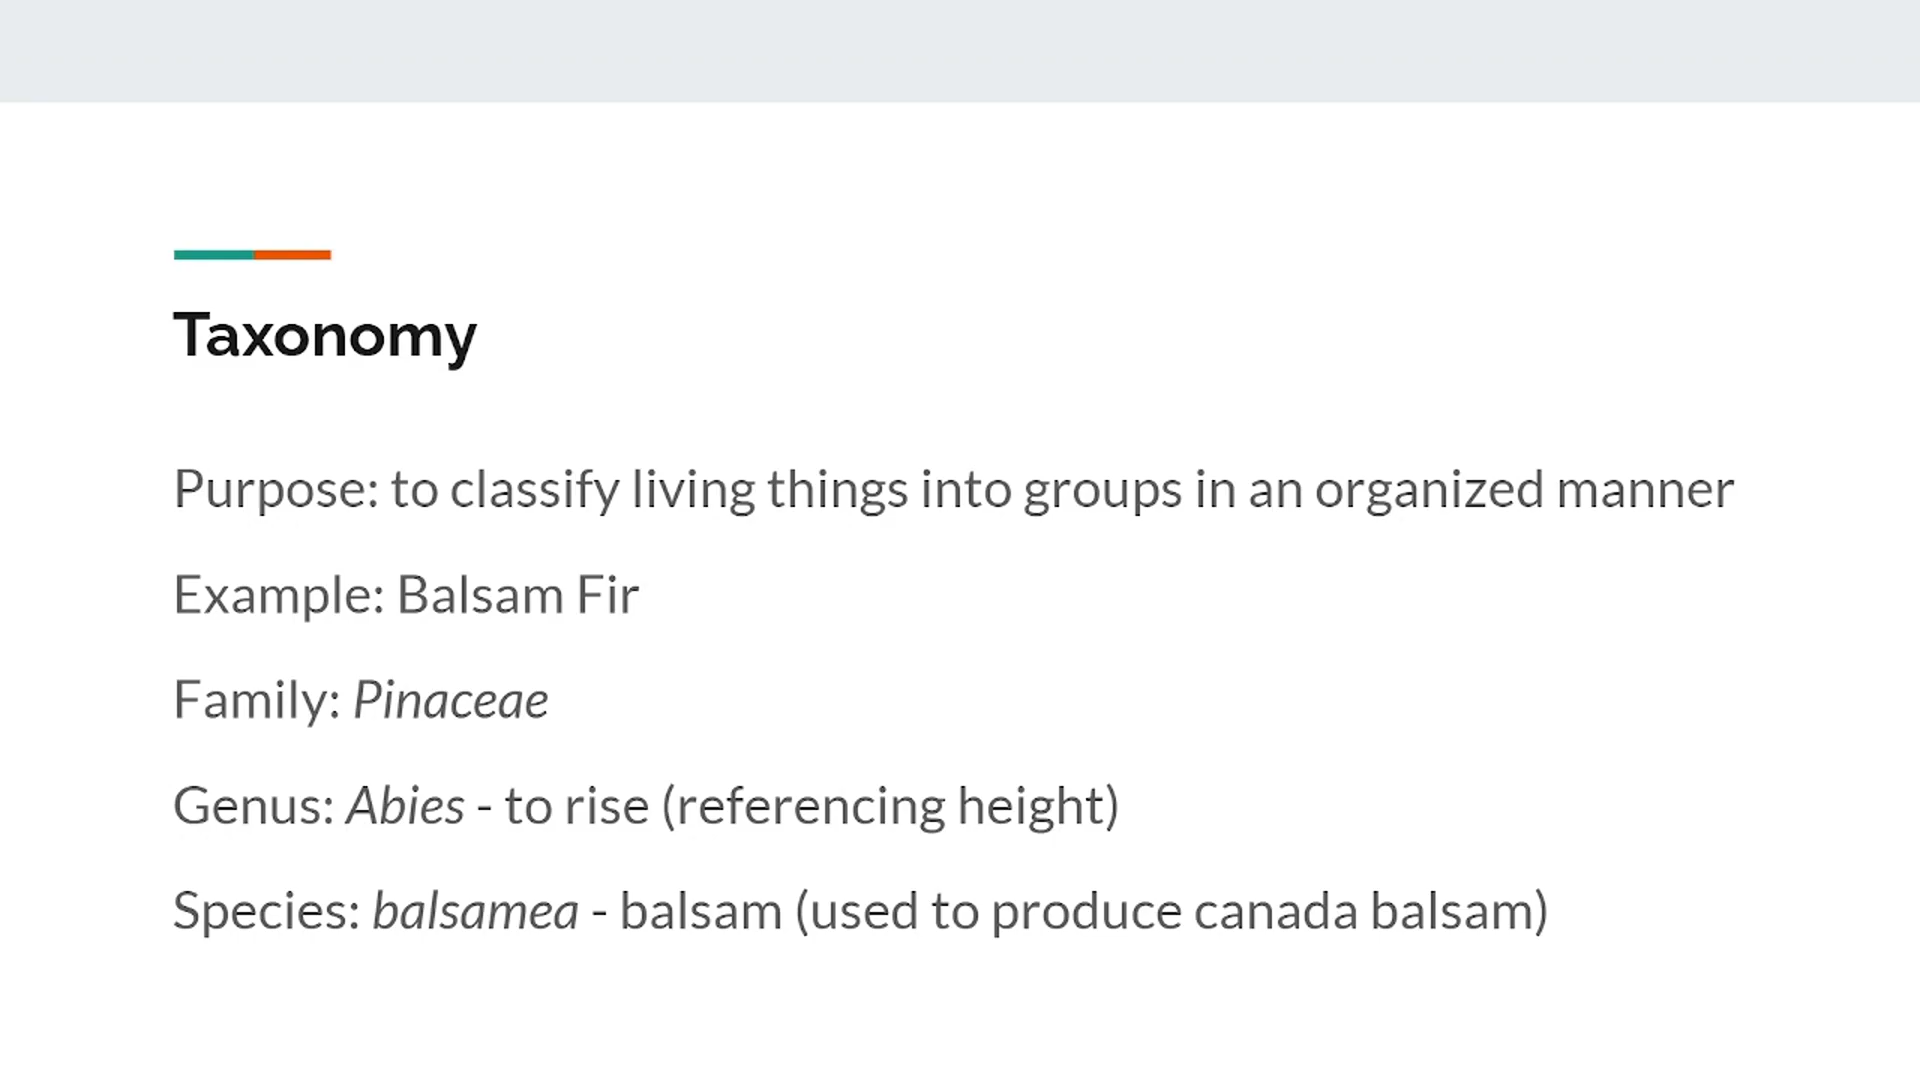 Taxonomy
Purpose: to classify living things into groups in an organized manner
Example: Balsam Fir
Family: Pinaceae
Genus: Abies - to rise (referencing height)
Species: balsamea - balsam (used to produce canada balsam)